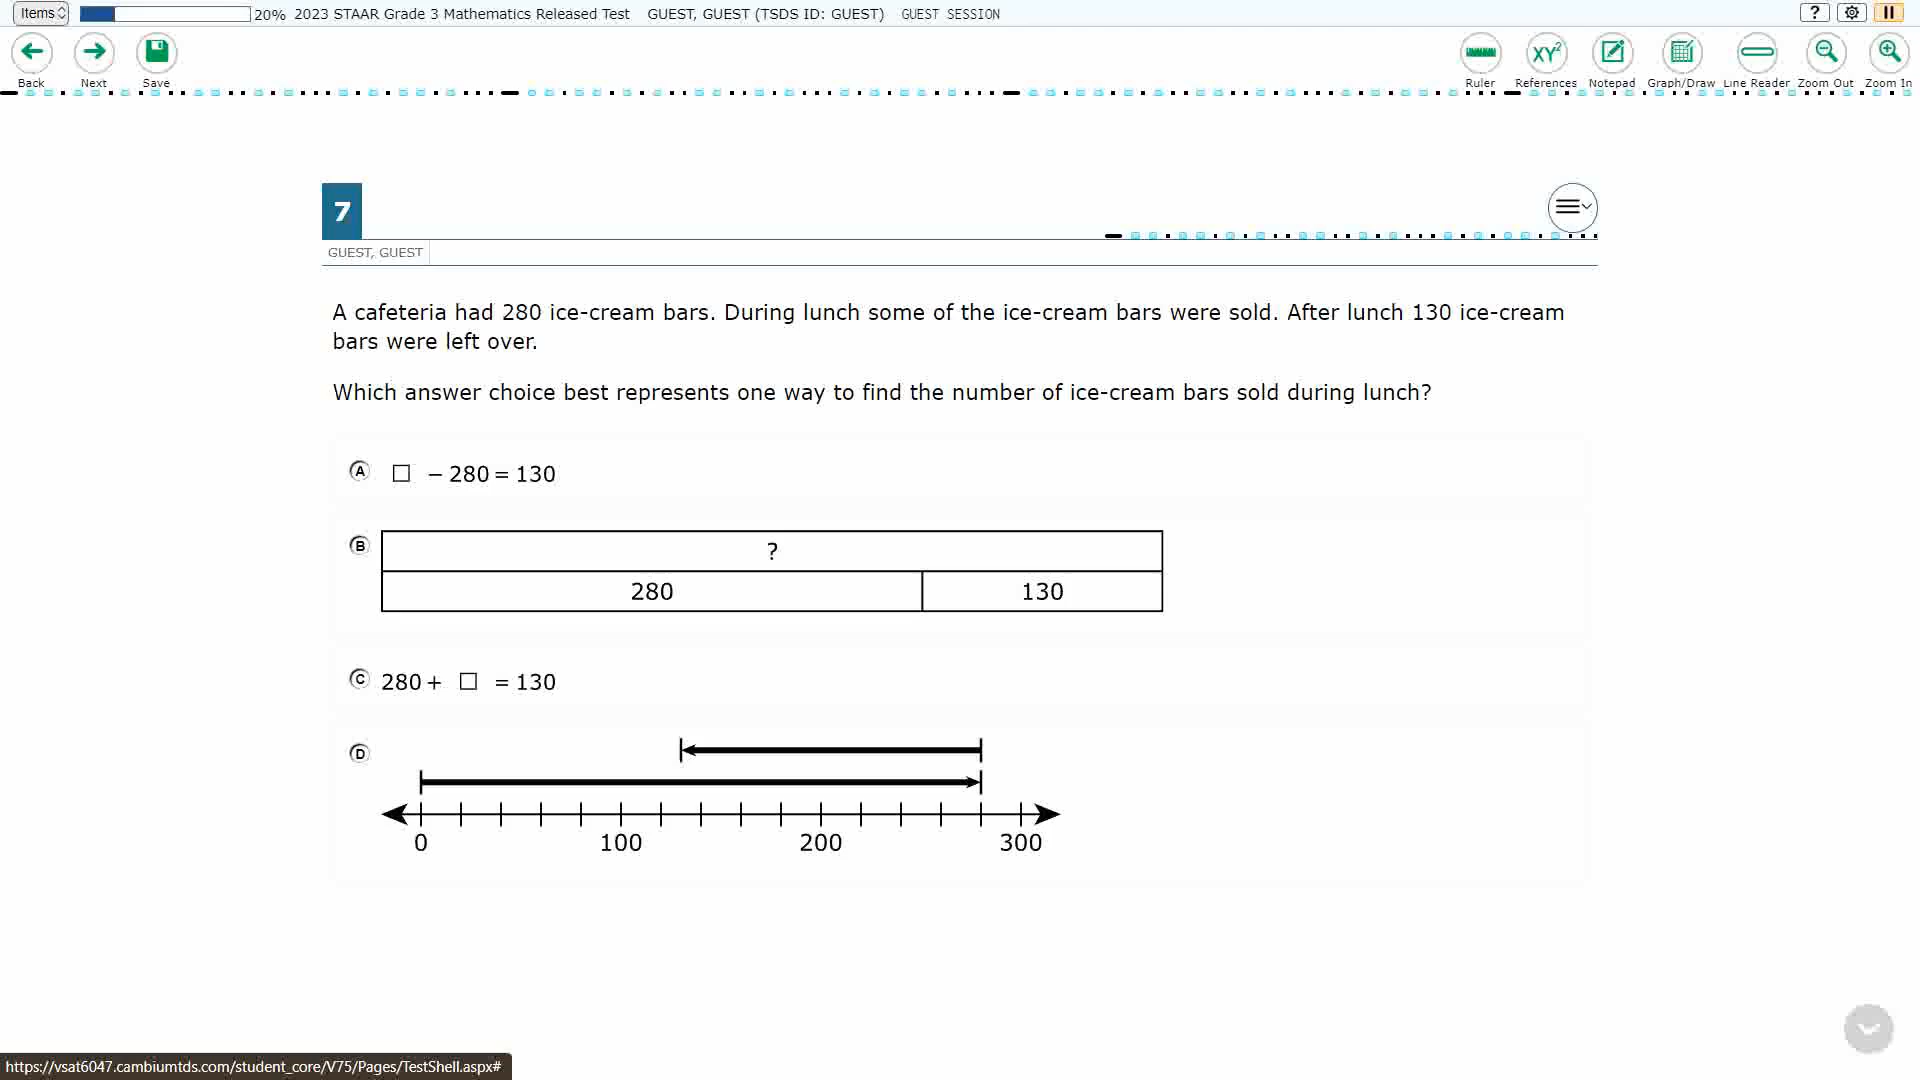 Items 20% 2023 STAAR Grade 3 Mathematics Released Test GUEST, GUEST (TSDS ID: GUEST) GUEST SESSION ?
XY²
Back Next Save Ruler References Notepad Graph/Draw Line Reader Zoom Out Zoom In
7
GUEST, GUEST
A cafeteria had 280 ice-cream bars. During lunch some of the ice-cream bars were sold. After lunch 130 ice-cream
bars were left over.
Which answer choice best represents one way to find the number of ice-cream bars sold during lunch?
A □ – 280 = 130
B ?
280 130
C 280 + □ = 130
D
0 100 200 300
https://vsat6047.cambiumtds.com/student_core/V75/Pages/TestShell.aspx#